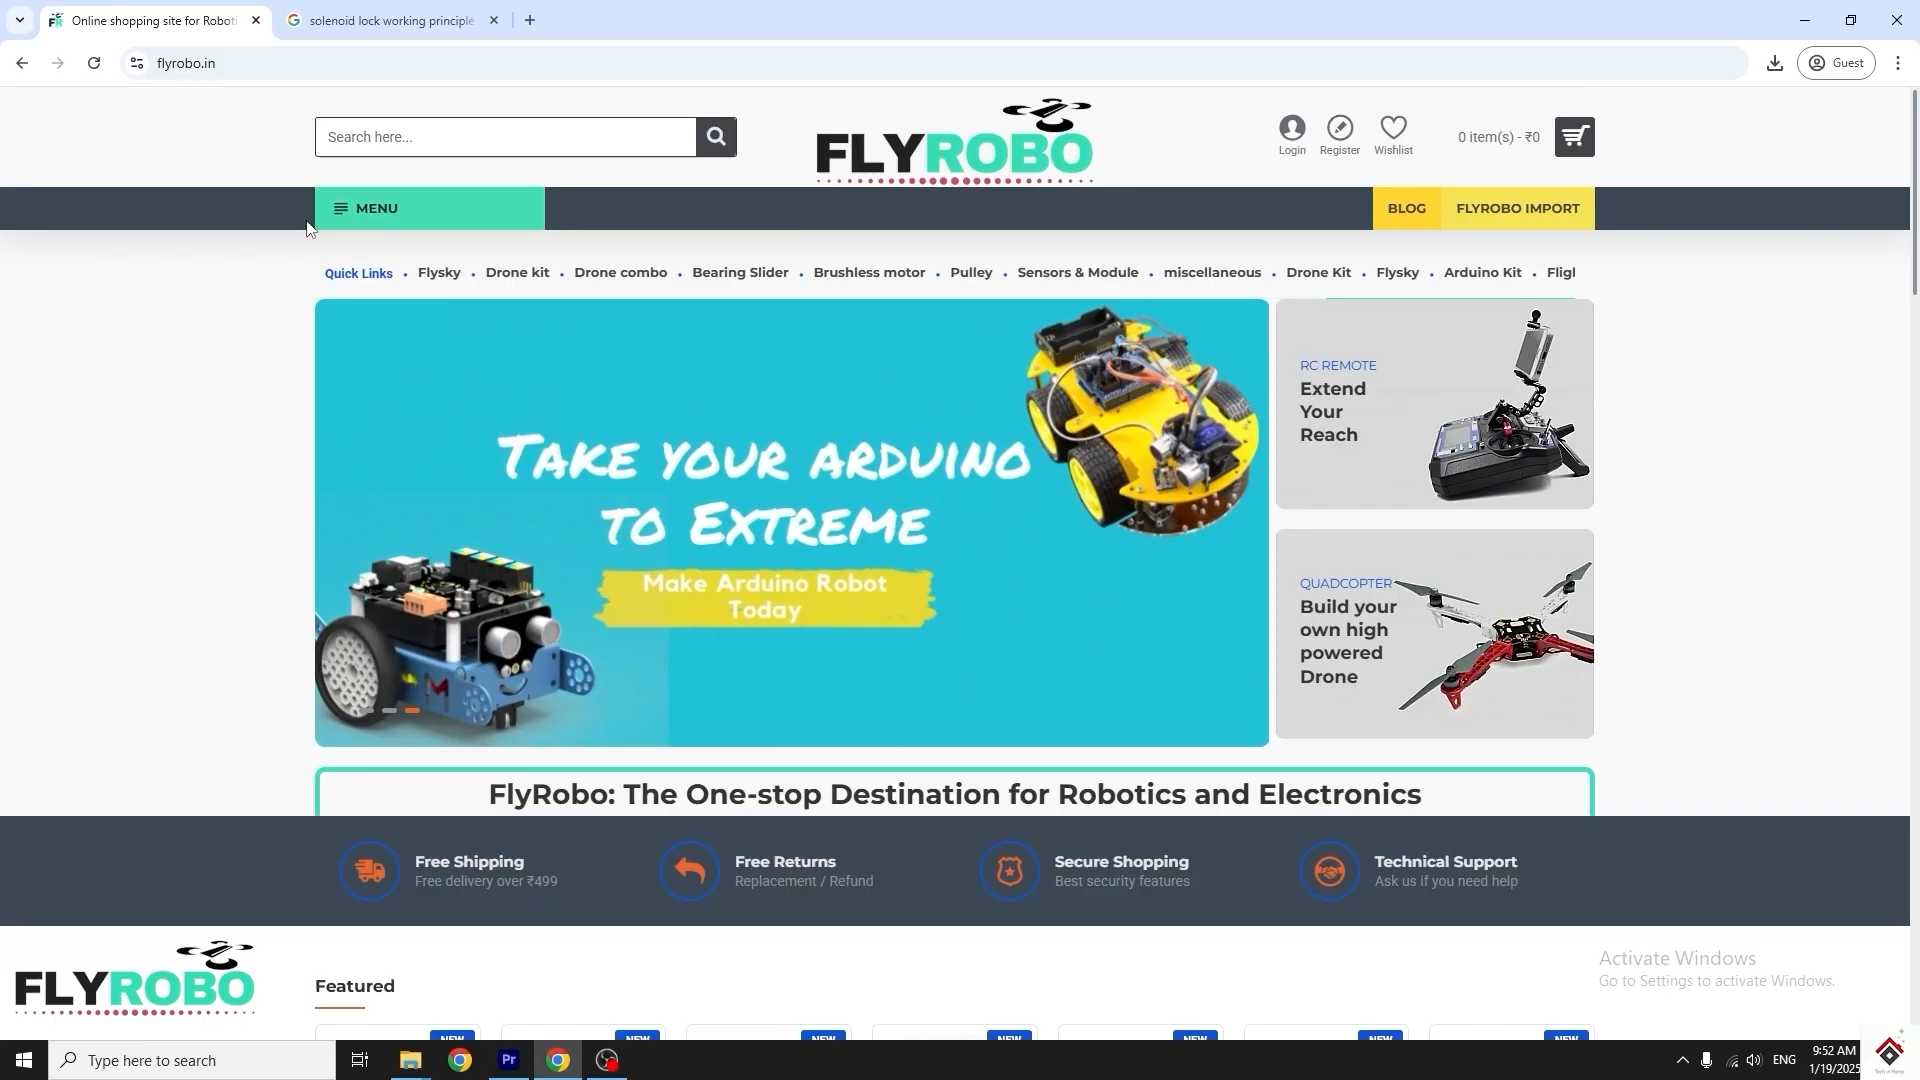 Online shopping site for Roboti
solenoid lock working principle
flyrobo.in
Guest
Search here...
FLYROBO
Login
Register
Wishlist
0 item(s) - ₹0
MENU
BLOG
FLYROBO IMPORT
Quick Links • Flysky • Drone kit • Drone combo • Bearing Slider • Brushless motor • Pulley • Sensors & Module • miscellaneous • Drone Kit • Flysky • Arduino Kit • Fligl
TAKE YOUR ARDUINO
TO EXTREME
Make Arduino Robot
Today
RC REMOTE
Extend
Your
Reach
QUADCOPTER
Build your
own high
powered
Drone
FlyRobo: The One-stop Destination for Robotics and Electronics
Free Shipping
Free delivery over ₹499
Free Returns
Replacement / Refund
Secure Shopping
Best security features
Technical Support
Ask us if you need help
FLYROBO
Featured
Activate Windows
Go to Settings to activate Windows.
NEW
NEW
NEW
NEW
NEW
NEW
NEW
Type here to search
Pr
ENG
9:52 AM
1/19/2025